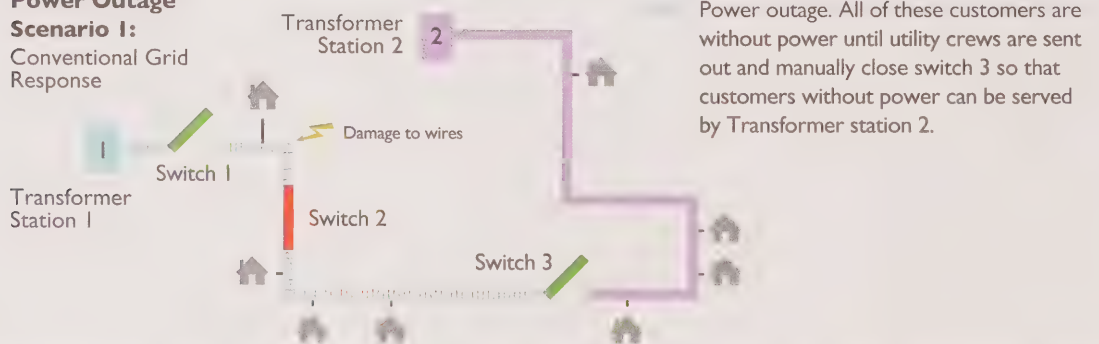 Power Outage
Scenario 1:
Conventional Grid
Response
Transformer
Station 2
2
Power outage. All of these customers are
without power until utility crews are sent
out and manually close switch 3 so that
customers without power can be served
by Transformer station 2.
Damage to wires
1
Switch 1
Transformer
Station 1
Switch 2
Switch 3